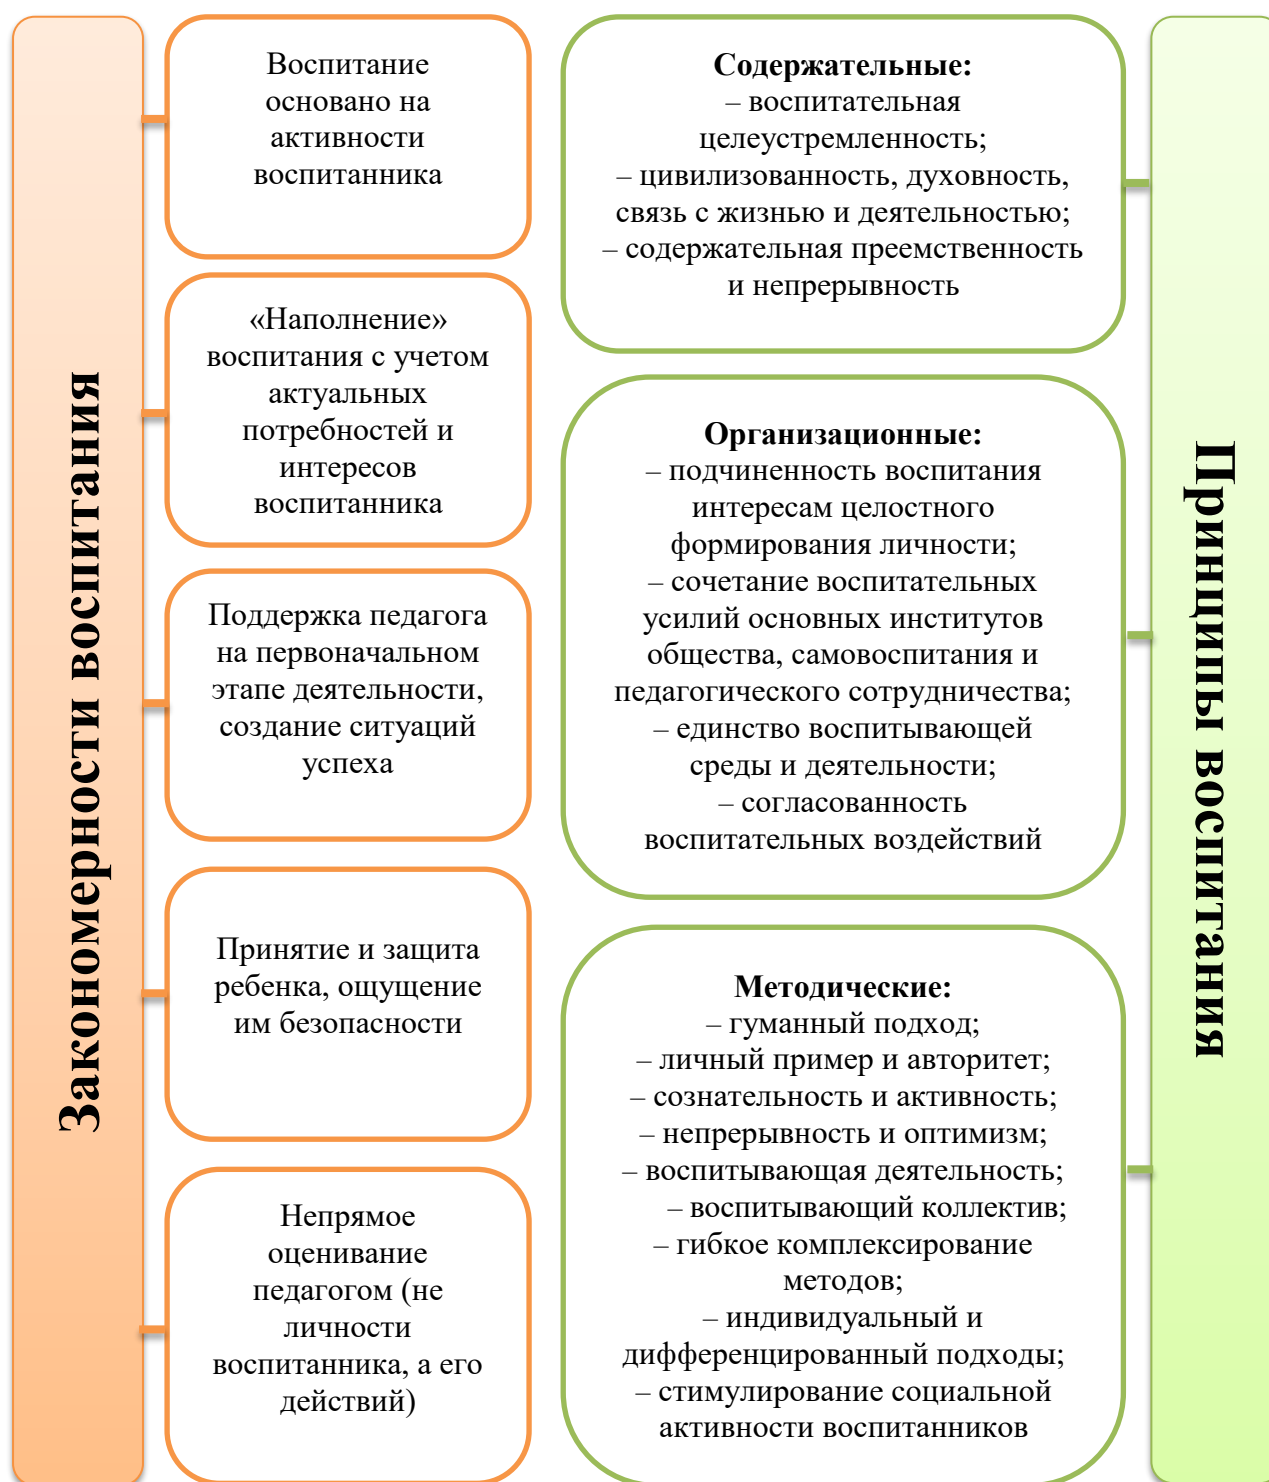 Закономерности воспитания
Воспитание
основано на
активности
воспитанника
«Наполнение»
воспитания с учетом
актуальных
потребностей и
интересов
воспитанника
Поддержка педагога
на первоначальном
этапе деятельности,
создание ситуаций
успеха
Принятие и защита
ребенка, ощущение
им безопасности
Непрямое
оценивание
педагогом (не
личности
воспитанника, а его
действий)
Содержательные:
– воспитательная
целеустремленность;
– цивилизованность, духовность,
связь с жизнью и деятельностью;
– содержательная преемственность
и непрерывность
Организационные:
– подчиненность воспитания
интересам целостного
формирования личности;
– сочетание воспитательных
усилий основных институтов
общества, самовоспитания и
педагогического сотрудничества;
– единство воспитывающей
среды и деятельности;
– согласованность
воспитательных воздействий
Методические:
– гуманный подход;
– личный пример и авторитет;
– сознательность и активность;
– непрерывность и оптимизм;
– воспитывающая деятельность;
– воспитывающий коллектив;
– гибкое комплексирование
методов;
– индивидуальный и
дифференцированный подходы;
– стимулирование социальной
активности воспитанников
Принципы воспитания